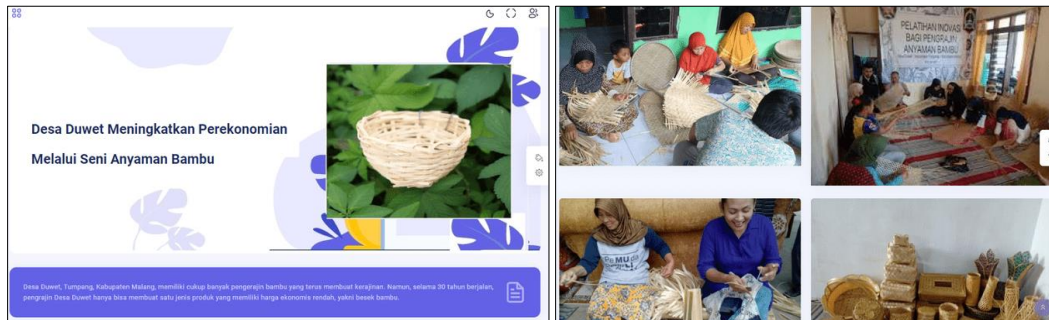 Desa Duwet Meningkatkan Perekonomian
Melalui Seni Anyaman Bambu
Desa Duwet, Tumpang, Kabupaten Malang, memiliki cukup banyak pengerajin bambu yang terus membuat kerajinan. Namun, selama 30 tahun berjalan,
pengrajin Desa Duwet hanya bisa membuat satu jenis produk yang memiliki harga ekonomis rendah, yakni besek bambu.
PELATIHAN INOVASI
BAGI PENGRAJIN
ANYAMAN BAMBU